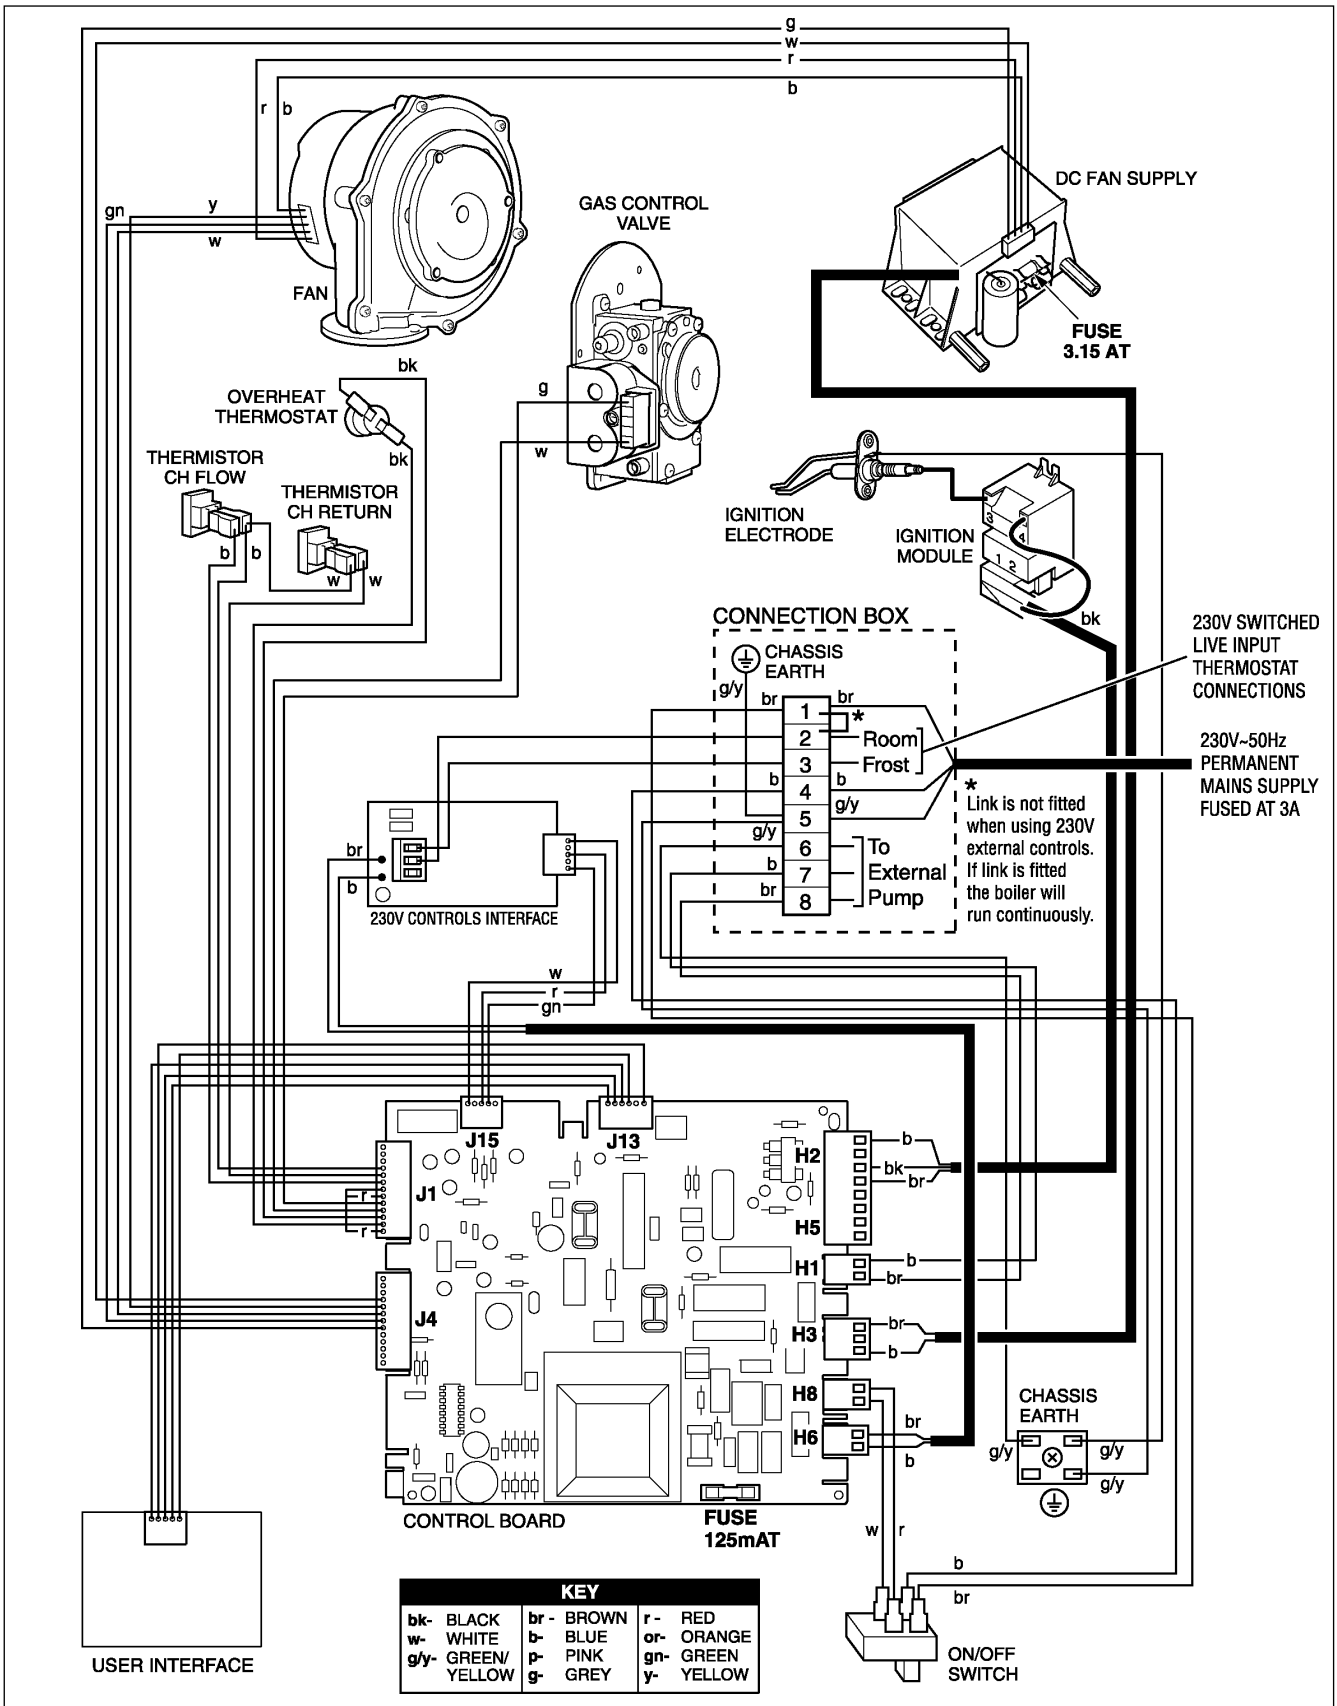 g
w
r
b
r b
gn
y
w
FAN
GAS CONTROL
VALVE
DC FAN SUPPLY
FUSE
3.15 AT
bk
OVERHEAT
THERMOSTAT
bk
g
w
THERMISTOR
CH FLOW
THERMISTOR
CH RETURN
b b
w w
IGNITION
ELECTRODE
IGNITION
MODULE
3
4
1 2
bk
CONNECTION BOX
CHASSIS
EARTH
g/y
br
br
1
*
2
Room
3
Frost
b
4
b
g/y
5
g/y
6
To
b
7
External
br
8
Pump
230V SWITCHED
LIVE INPUT
THERMOSTAT
CONNECTIONS
230V~50Hz
PERMANENT
MAINS SUPPLY
FUSED AT 3A
*
Link is not fitted
when using 230V
external controls.
If link is fitted
the boiler will
run continuously.
br
b
230V CONTROLS INTERFACE
w
r
gn
J15
J13
J1
r
r
J4
H2
b
bk
br
H5
H1
b
br
H3
br
b
H8
H6
br
b
CHASSIS
EARTH
g/y
g/y
g/y
CONTROL BOARD
FUSE
125mAT
w r
b
br
ON/OFF
SWITCH
USER INTERFACE
KEY
bk- BLACK
w- WHITE
g/y- GREEN/
YELLOW
br - BROWN
b- BLUE
p- PINK
g- GREY
r - RED
or- ORANGE
gn- GREEN
y- YELLOW